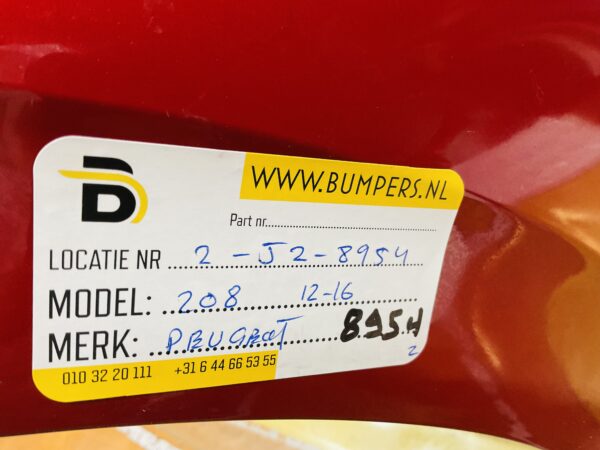 WWW.BUMPERS.NL
Part nr.
LOCATIE NR 2-J2-8954
MODEL: 208 12-16
MERK: PEUGEOT 8954
2
010 32 20 111 +31 6 44 66 53 55